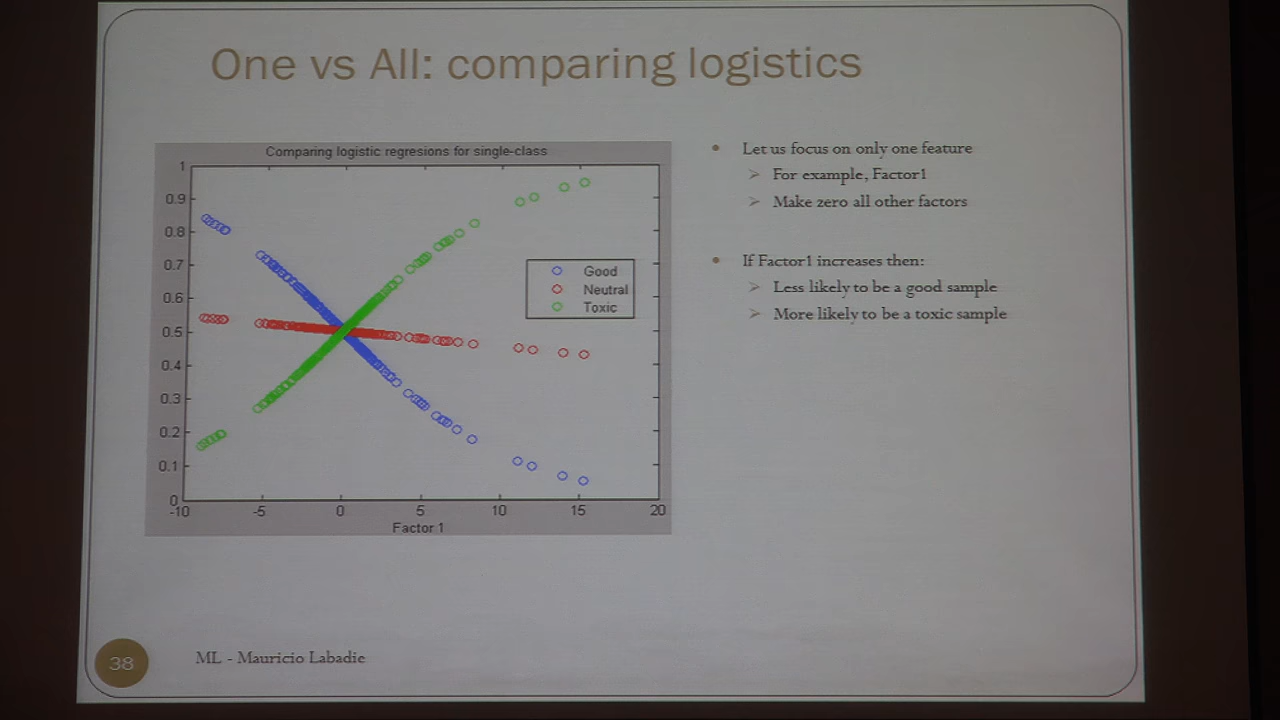 One vs All: comparing logistics
Comparing logistic regresions for single-class
1
0.9
0.8
0.7
0.6
0.5
0.4
0.3
0.2
0.1
0
-10 -5 0 5 10 15 20
Factor 1
Good
Neutral
Toxic
Let us focus on only one feature
For example, Factor1
Make zero all other factors
If Factor1 increases then:
Less likely to be a good sample
More likely to be a toxic sample
38
ML - Mauricio Labadie